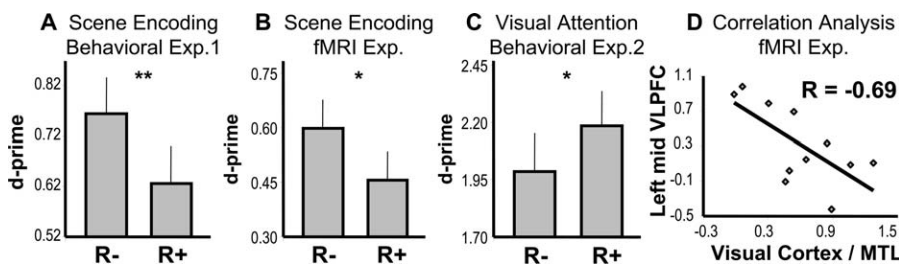 A Scene Encoding
Behavioral Exp.1
**
d-prime
0.82
0.72
0.62
0.52
R- R+
B Scene Encoding
fMRI Exp.
*
d-prime
0.75
0.60
0.45
0.30
R- R+
C Visual Attention
Behavioral Exp.2
*
d-prime
2.45
2.20
1.95
1.70
R- R+
D Correlation Analysis
fMRI Exp.
R = -0.69
Left mid VLPFC
1.1
0.7
0.3
-0.1
-0.5
-0.3 0.3 0.9 1.5
Visual Cortex / MTL